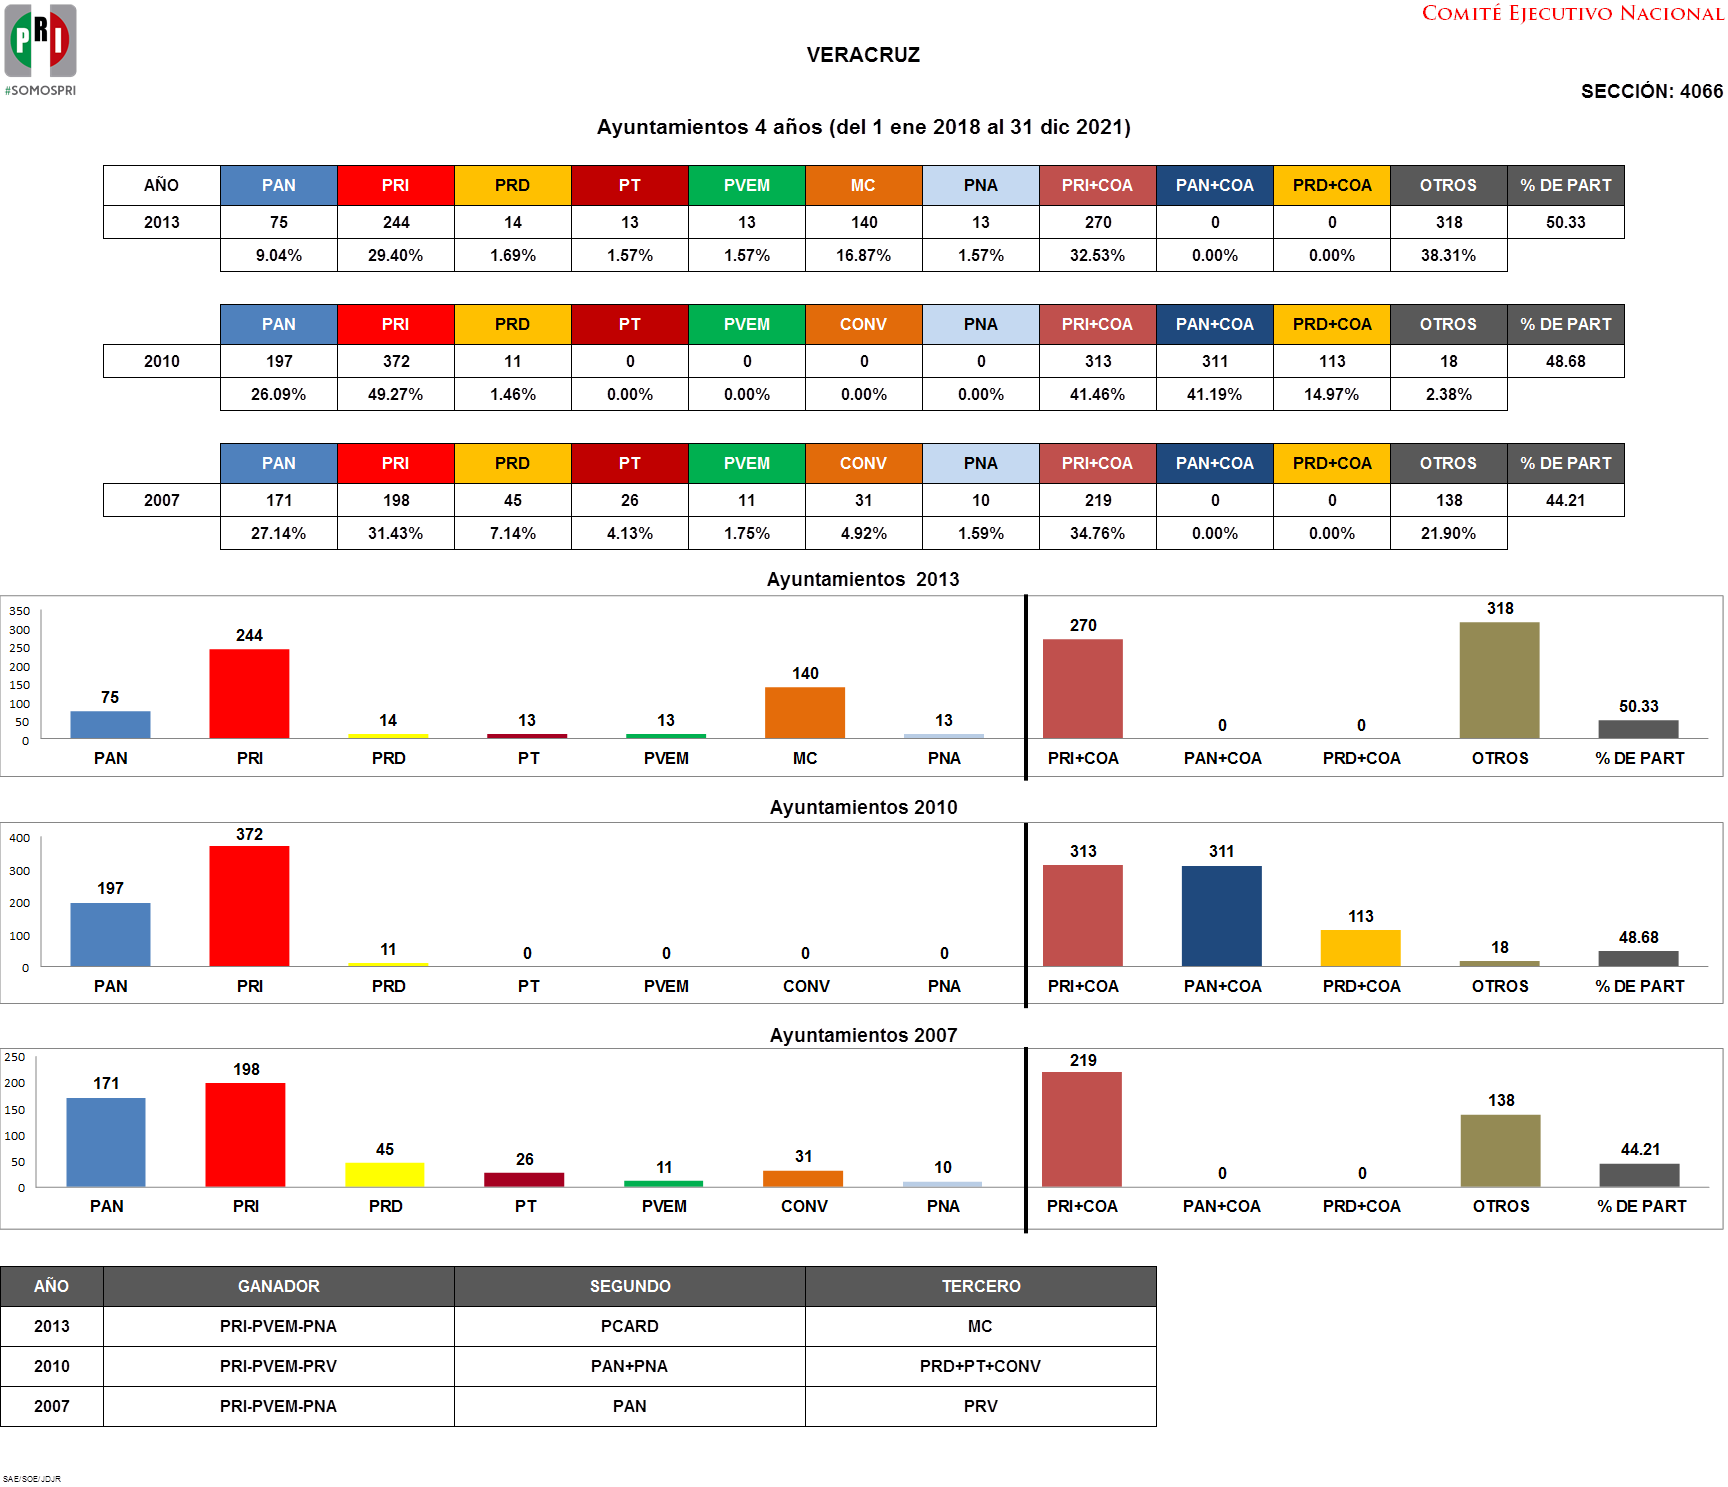 COMITÉ EJECUTIVO NACIONAL
PRI
#SOMOSPRI
VERACRUZ
SECCIÓN: 4066
Ayuntamientos 4 años (del 1 ene 2018 al 31 dic 2021)
AÑO PAN PRI PRD PT PVEM MC PNA PRI+COA PAN+COA PRD+COA OTROS % DE PART
2013 75 244 14 13 13 140 13 270 0 0 318 50.33
9.04% 29.40% 1.69% 1.57% 1.57% 16.87% 1.57% 32.53% 0.00% 0.00% 38.31%
PAN PRI PRD PT PVEM CONV PNA PRI+COA PAN+COA PRD+COA OTROS % DE PART
2010 197 372 11 0 0 0 0 313 311 113 18 48.68
26.09% 49.27% 1.46% 0.00% 0.00% 0.00% 0.00% 41.46% 41.19% 14.97% 2.38%
PAN PRI PRD PT PVEM CONV PNA PRI+COA PAN+COA PRD+COA OTROS % DE PART
2007 171 198 45 26 11 31 10 219 0 0 138 44.21
27.14% 31.43% 7.14% 4.13% 1.75% 4.92% 1.59% 34.76% 0.00% 0.00% 21.90%
Ayuntamientos  2013
350
300
250
200
150
100
50
0
75 244 14 13 13 140 13 270 0 0 318 50.33
PAN PRI PRD PT PVEM MC PNA PRI+COA PAN+COA PRD+COA OTROS % DE PART
Ayuntamientos 2010
400
300
200
100
0
197 372 11 0 0 0 0 313 311 113 18 48.68
PAN PRI PRD PT PVEM CONV PNA PRI+COA PAN+COA PRD+COA OTROS % DE PART
Ayuntamientos 2007
250
200
150
100
50
0
171 198 45 26 11 31 10 219 0 0 138 44.21
PAN PRI PRD PT PVEM CONV PNA PRI+COA PAN+COA PRD+COA OTROS % DE PART
AÑO GANADOR SEGUNDO TERCERO
2013 PRI-PVEM-PNA PCARD MC
2010 PRI-PVEM-PRV PAN+PNA PRD+PT+CONV
2007 PRI-PVEM-PNA PAN PRV
SAE/SOE/JDJR